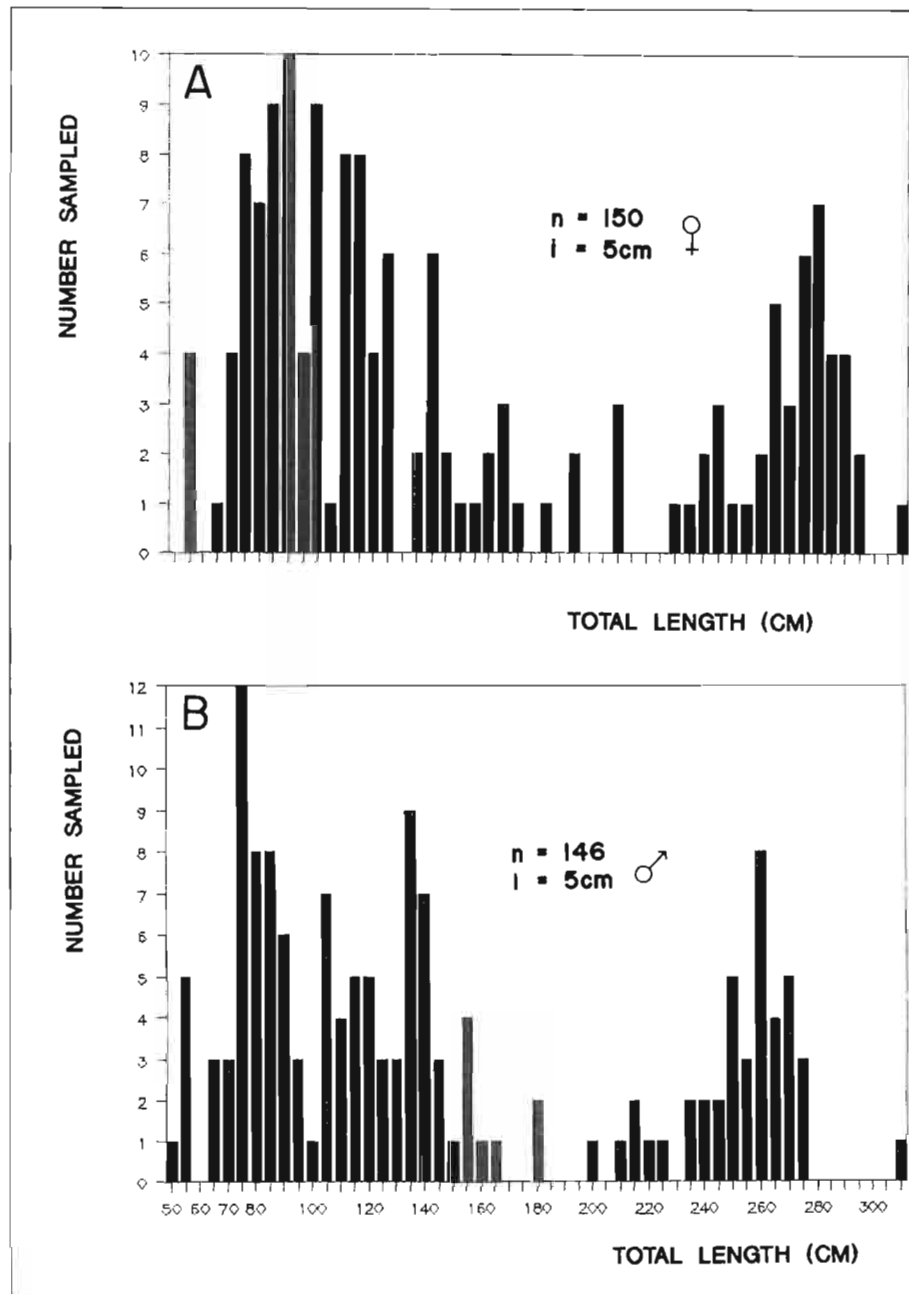 A
10
9
8
7
6
5
4
3
2
1
0
NUMBER SAMPLED
n = 150
i = 5cm ♀
TOTAL LENGTH (CM)
B
12
11
10
9
8
7
6
5
4
3
2
1
0
NUMBER SAMPLED
n = 146
i = 5cm ♂
50 60 70 80 100 120 140 160 180 200 220 240 260 280 300
TOTAL LENGTH (CM)